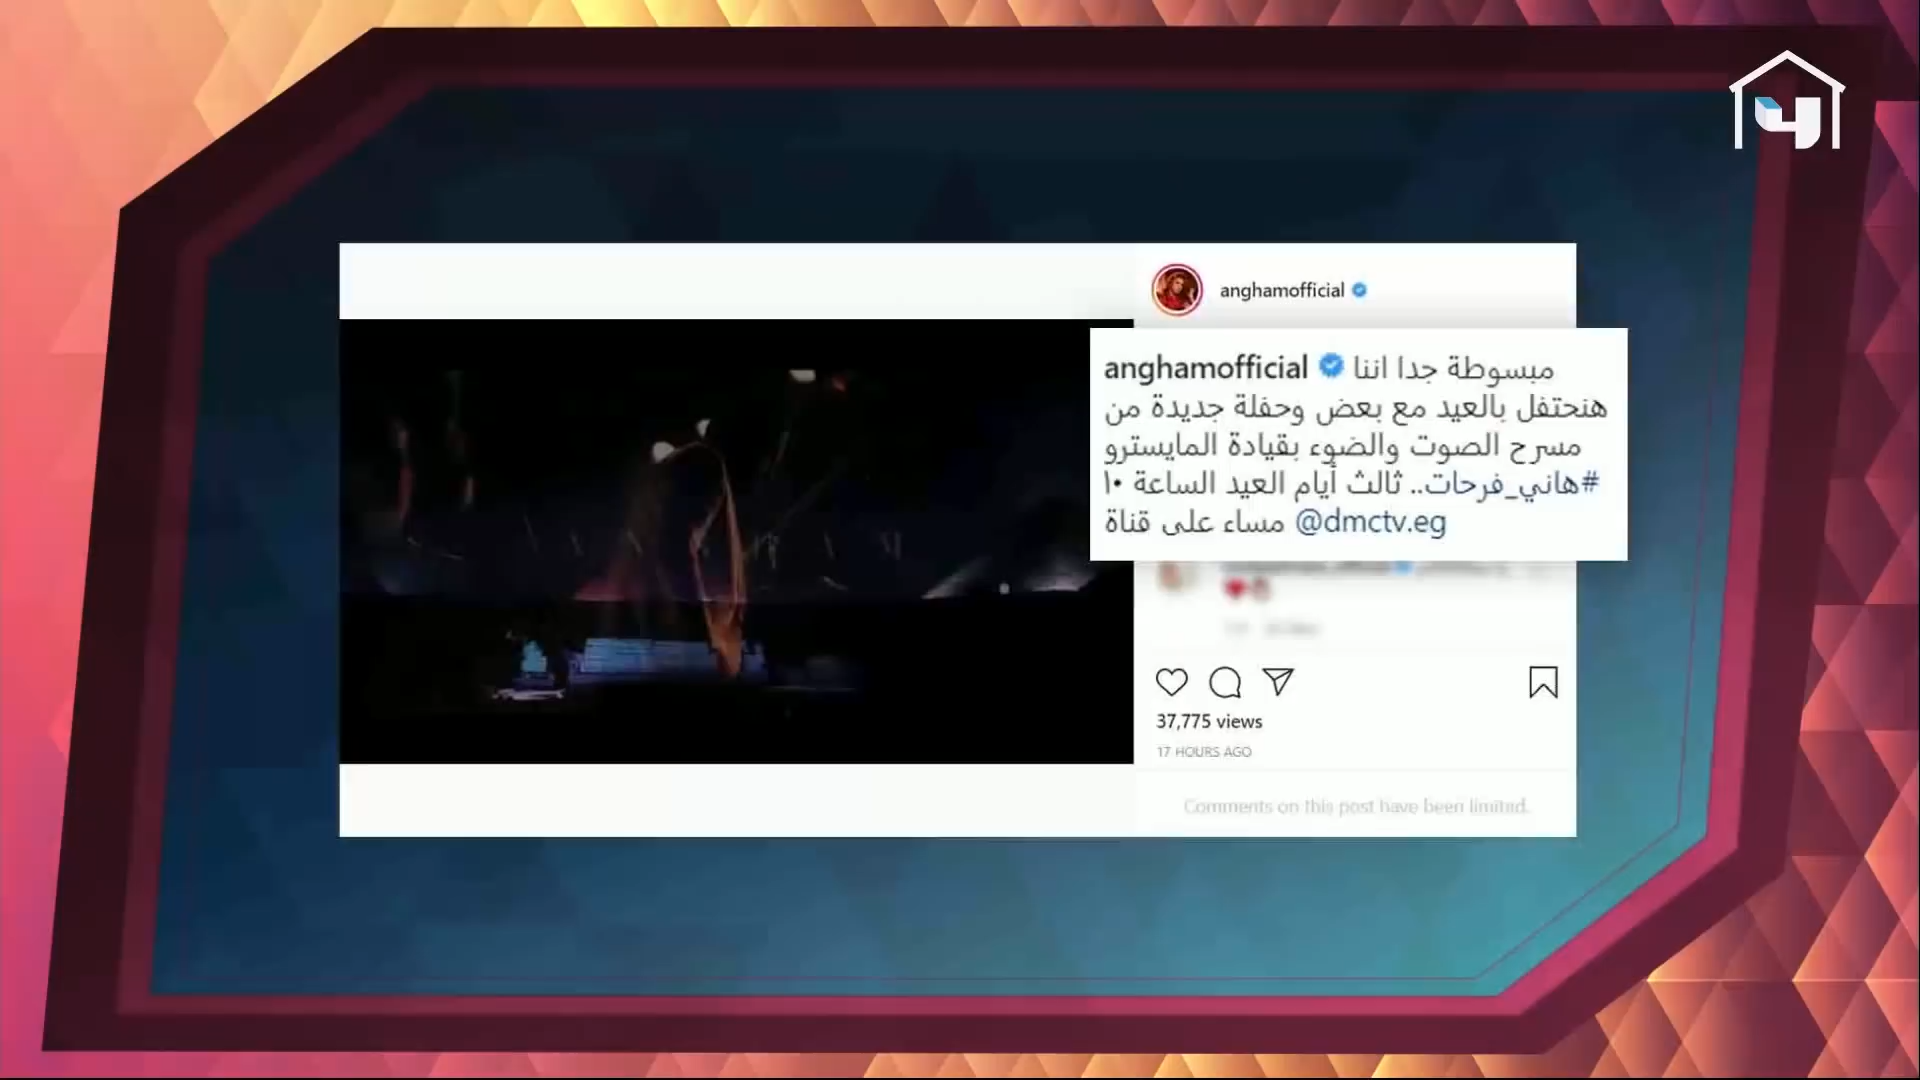 anghamofficial
anghamofficial مبسوطة جدا اننا
هنحتفل بالعيد مع بعض وحفلة جديدة من
مسرح الصوت والضوء بقيادة المايسترو
#هاني_فرحات.. ثالث أيام العيد الساعة ١٠
مساء على قناة @dmctv.eg
37,775 views
17 HOURS AGO
Comments on this post have been limited.